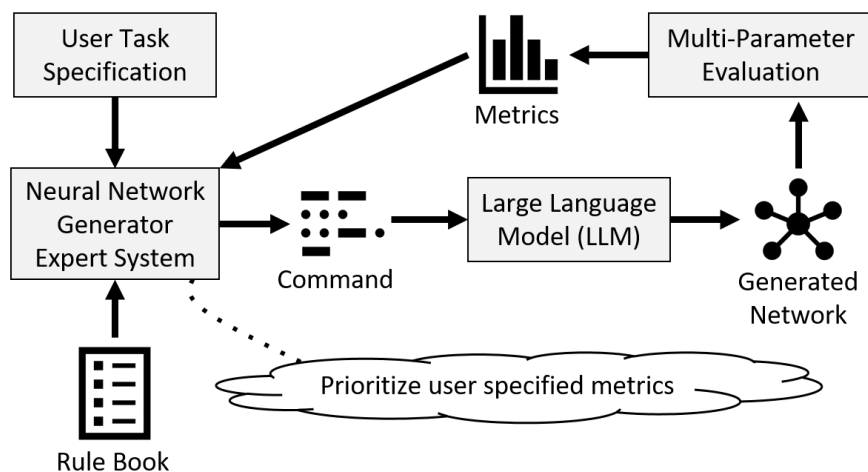 User Task
Specification
Multi-Parameter
Evaluation
Metrics
Neural Network
Generator
Expert System
Command
Large Language
Model (LLM)
Generated
Network
Prioritize user specified metrics
Rule Book